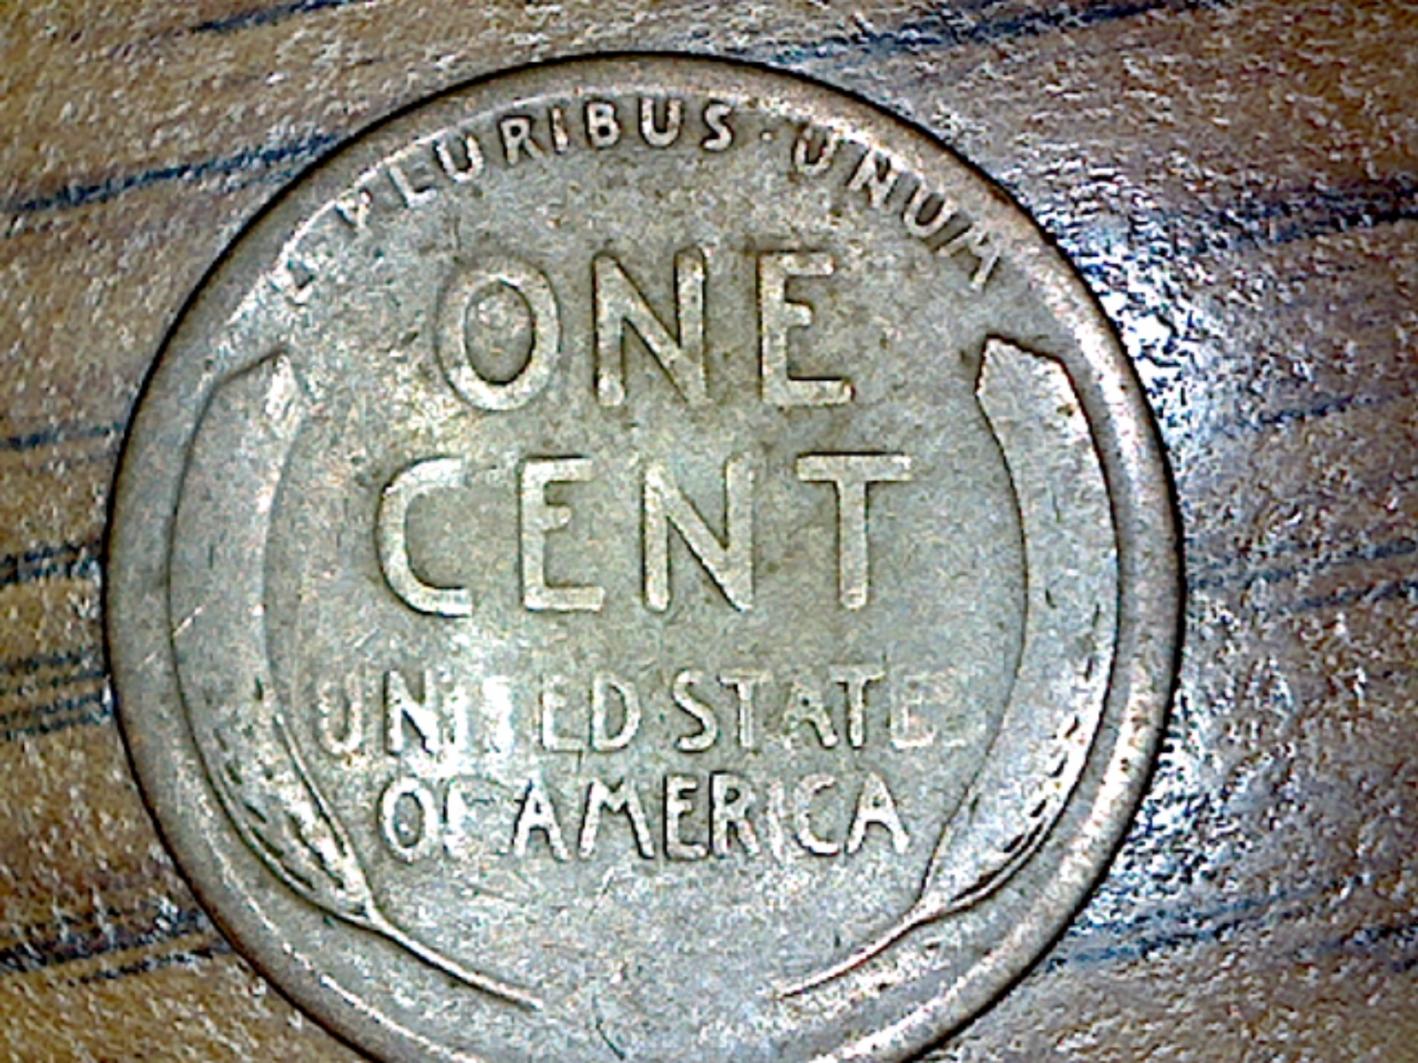 E PLURIBUS · UNUM
ONE
CENT
UNITED STATES
OF AMERICA